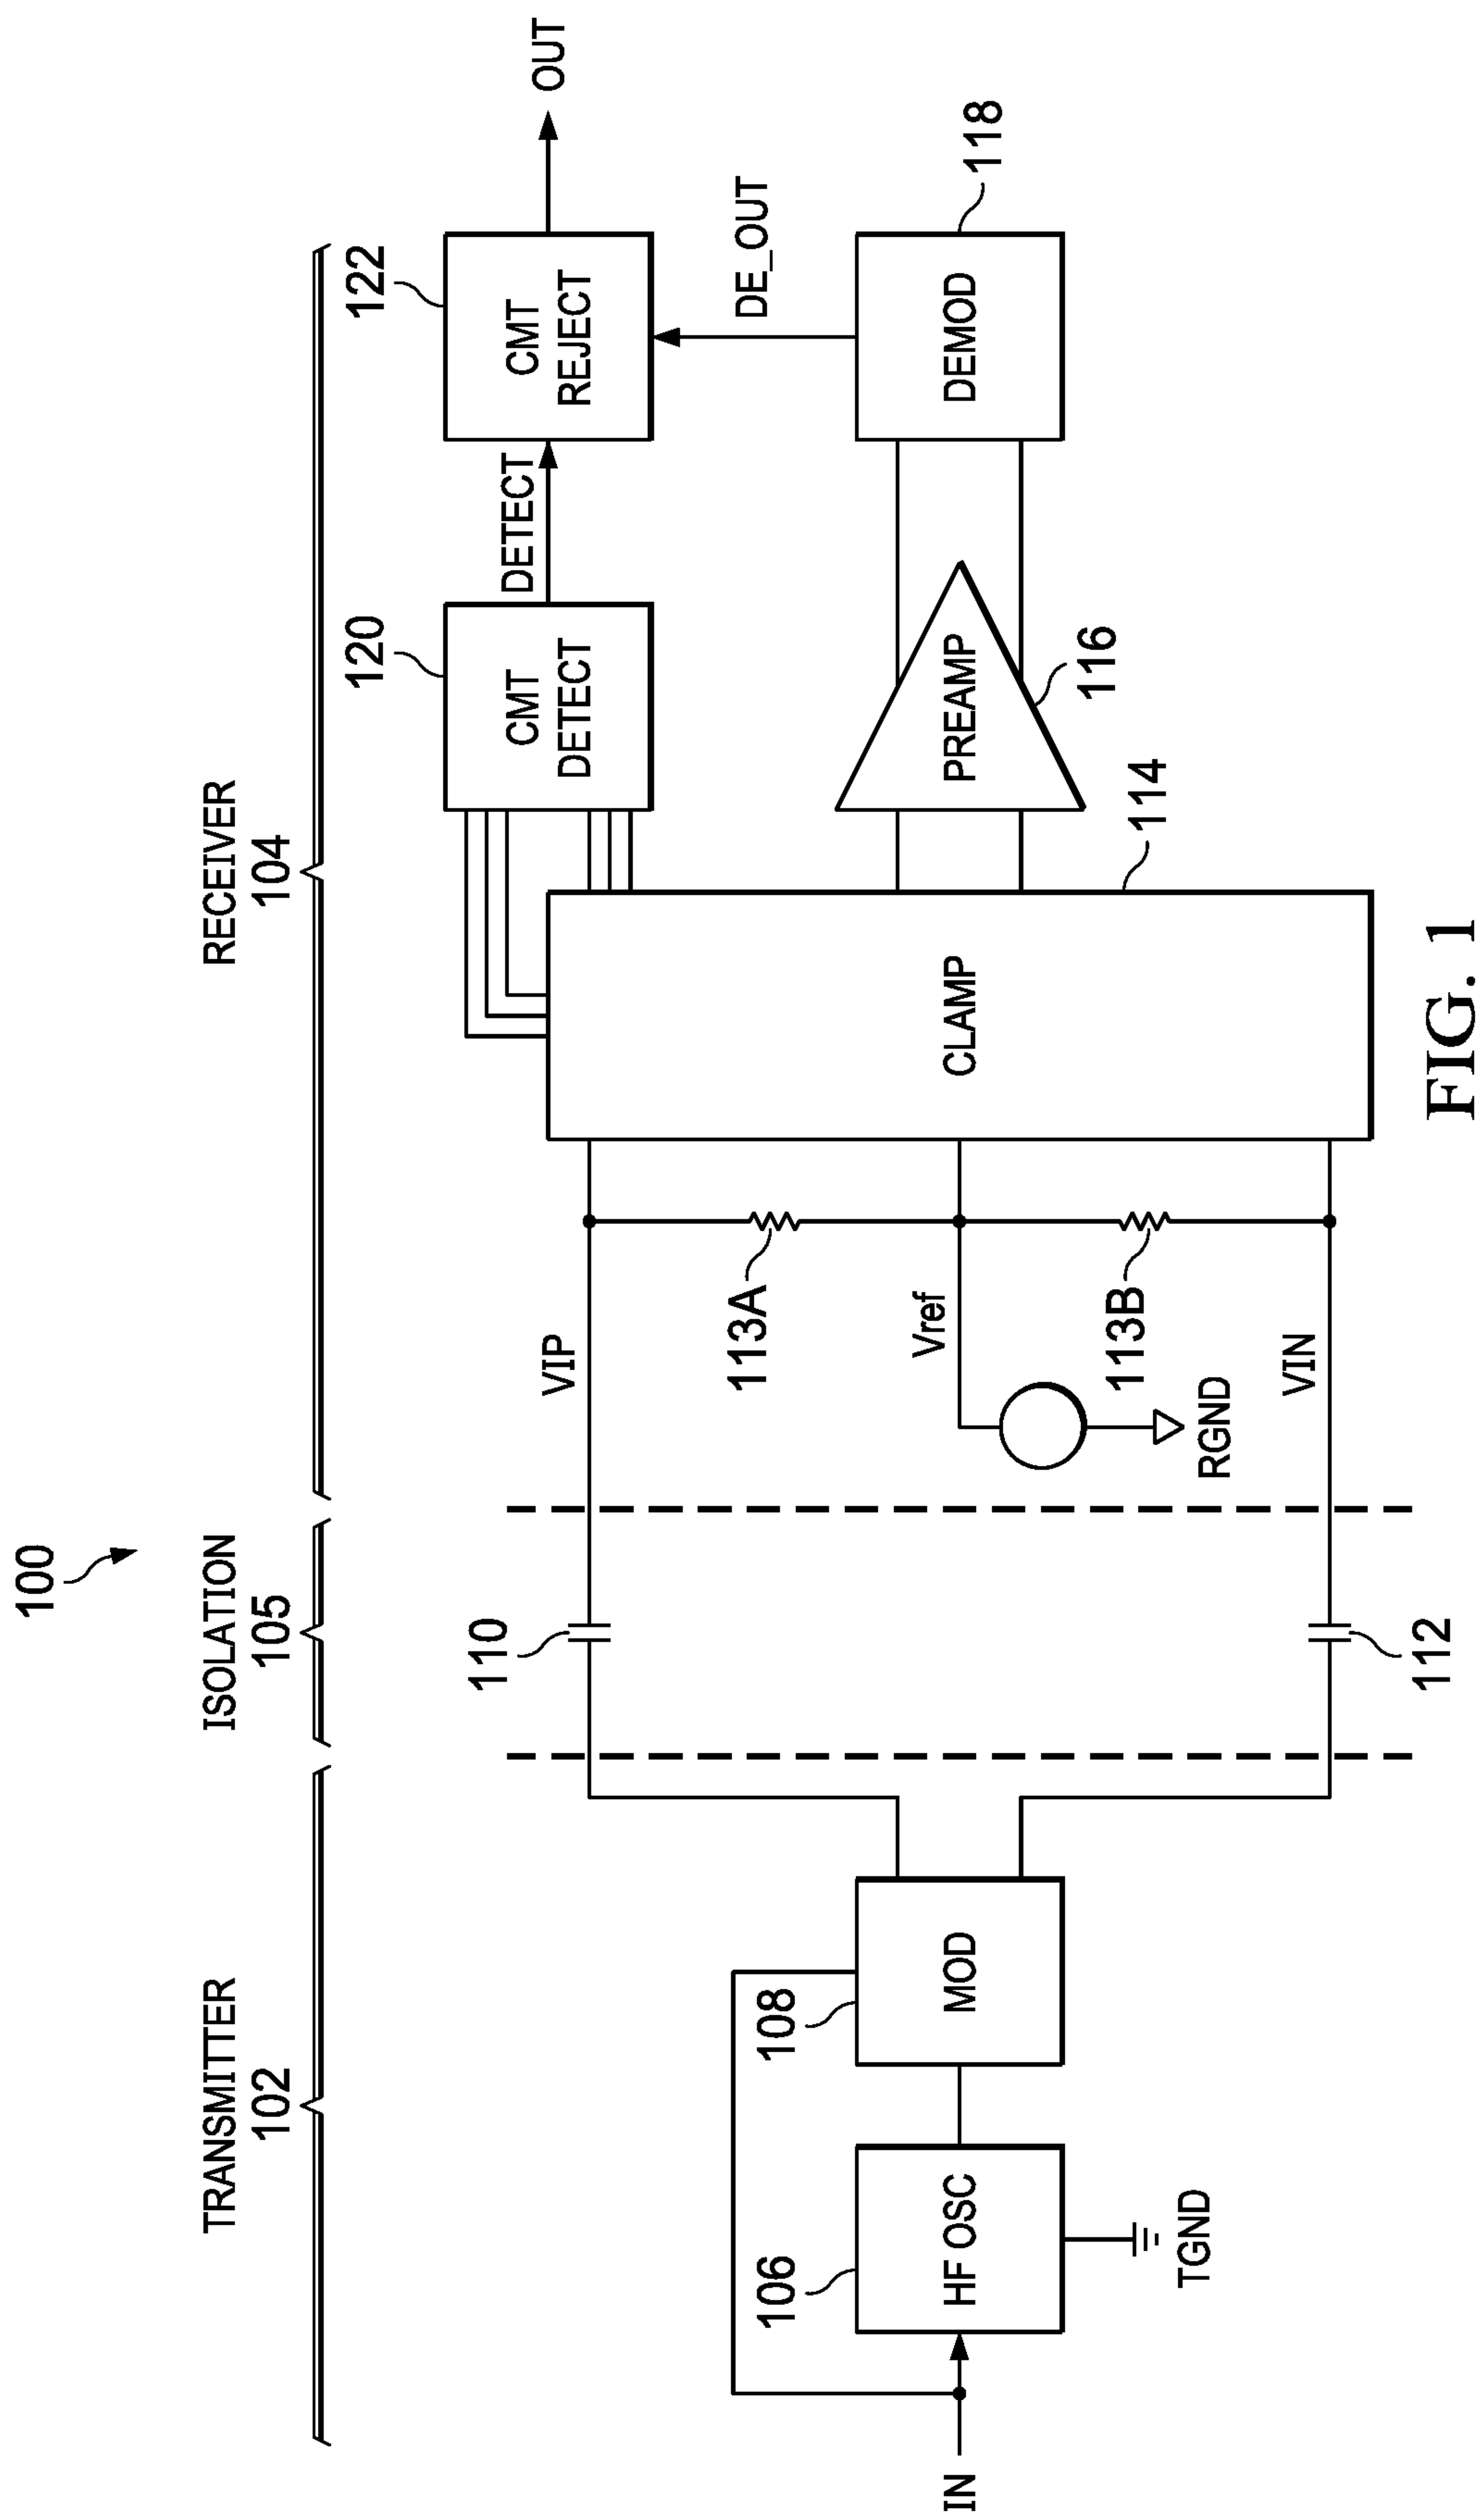 100
TRANSMITTER
102
ISOLATION
105
RECEIVER
104
IN
106
HF OSC
TGND
108
MOD
110
112
VIP
Vref
RGND
VIN
113A
113B
CLAMP
114
120
CMT
DETECT
DETECT
PREAMP
116
122
CMT
REJECT
OUT
DE_OUT
DEMOD
118
FIG. 1